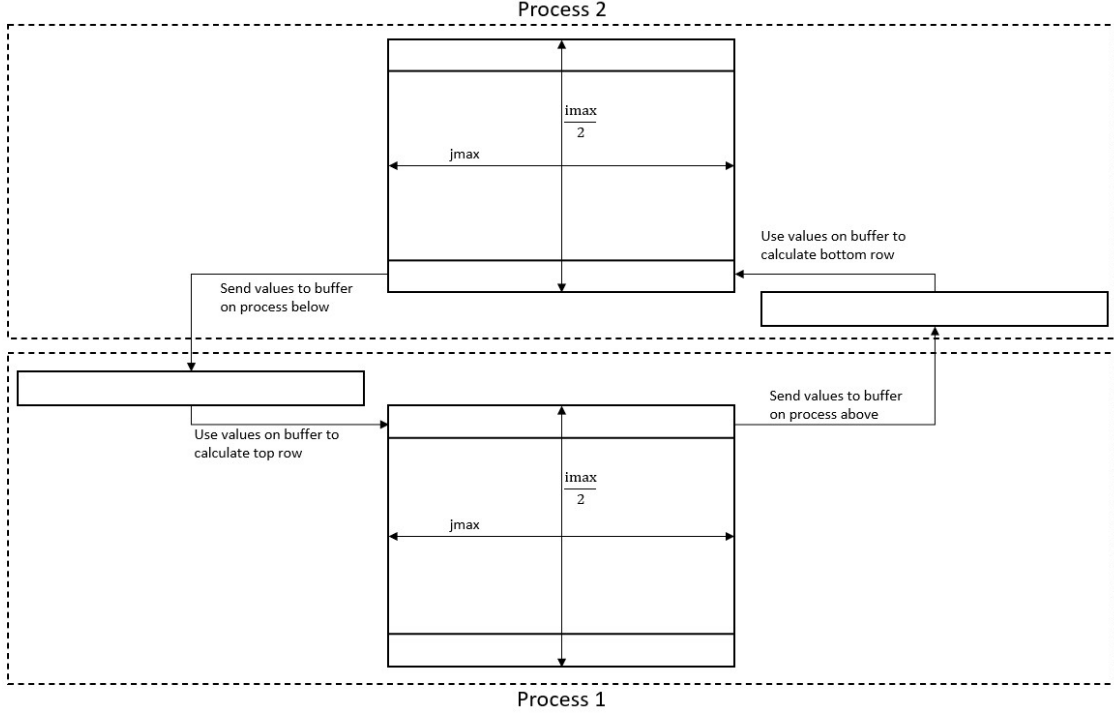 Process 2
imax
2
jmax
Use values on buffer to
calculate bottom row
Send values to buffer
on process below
Send values to buffer
on process above
Use values on buffer to
calculate top row
imax
2
jmax
Process 1